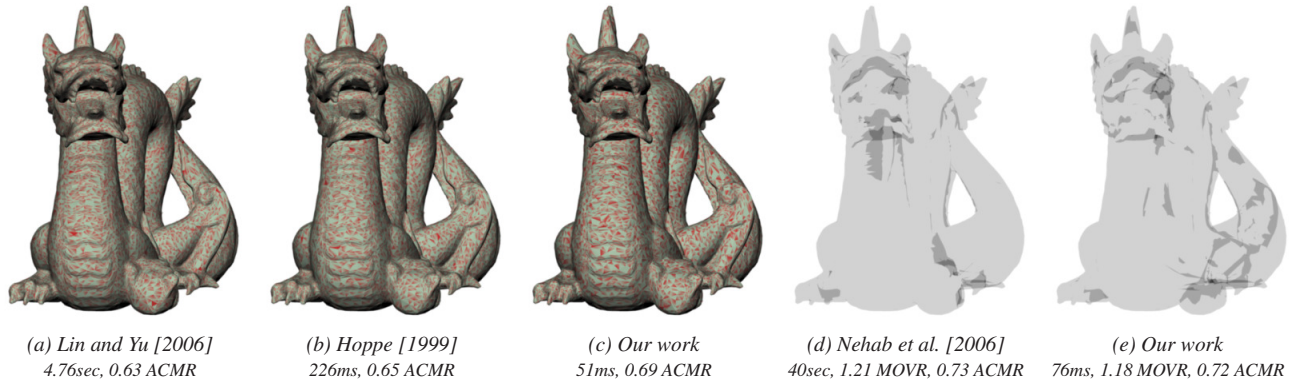 (a) Lin and Yu [2006]
4.76sec, 0.63 ACMR
(b) Hoppe [1999]
226ms, 0.65 ACMR
(c) Our work
51ms, 0.69 ACMR
(d) Nehab et al. [2006]
40sec, 1.21 MOVR, 0.73 ACMR
(e) Our work
76ms, 1.18 MOVR, 0.72 ACMR